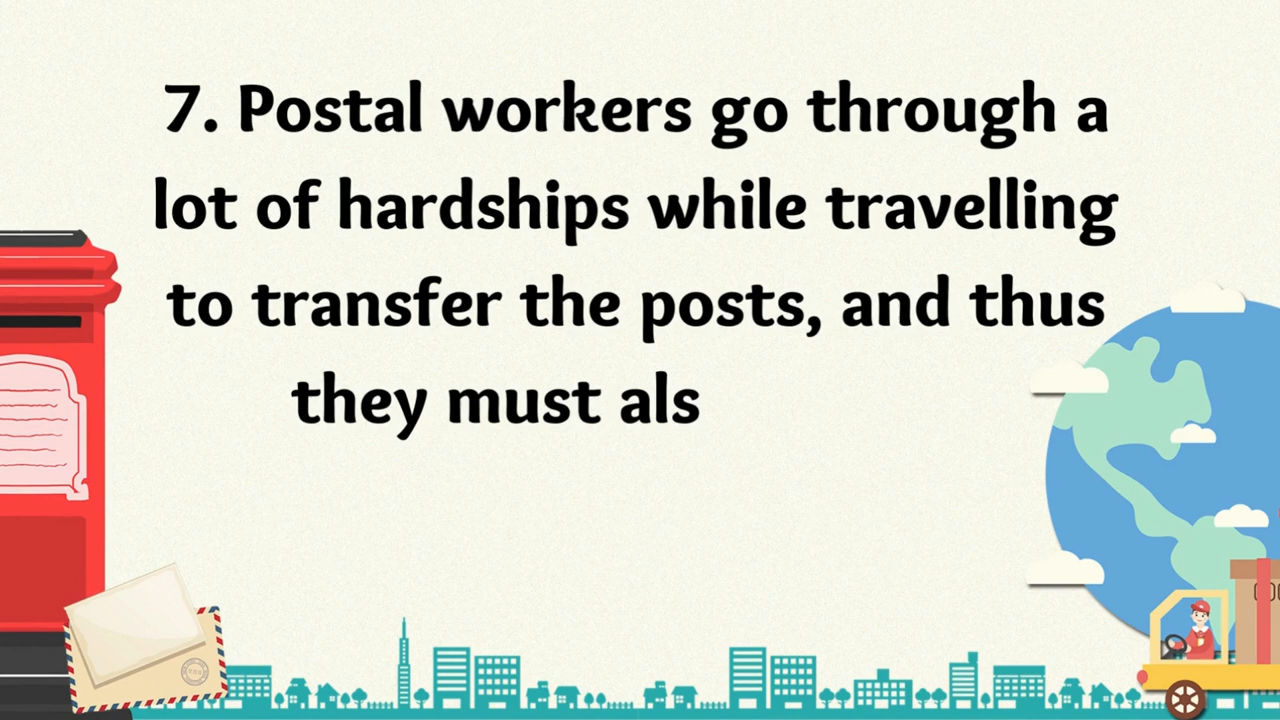 7. Postal workers go through a
lot of hardships while travelling
to transfer the posts, and thus
they must als